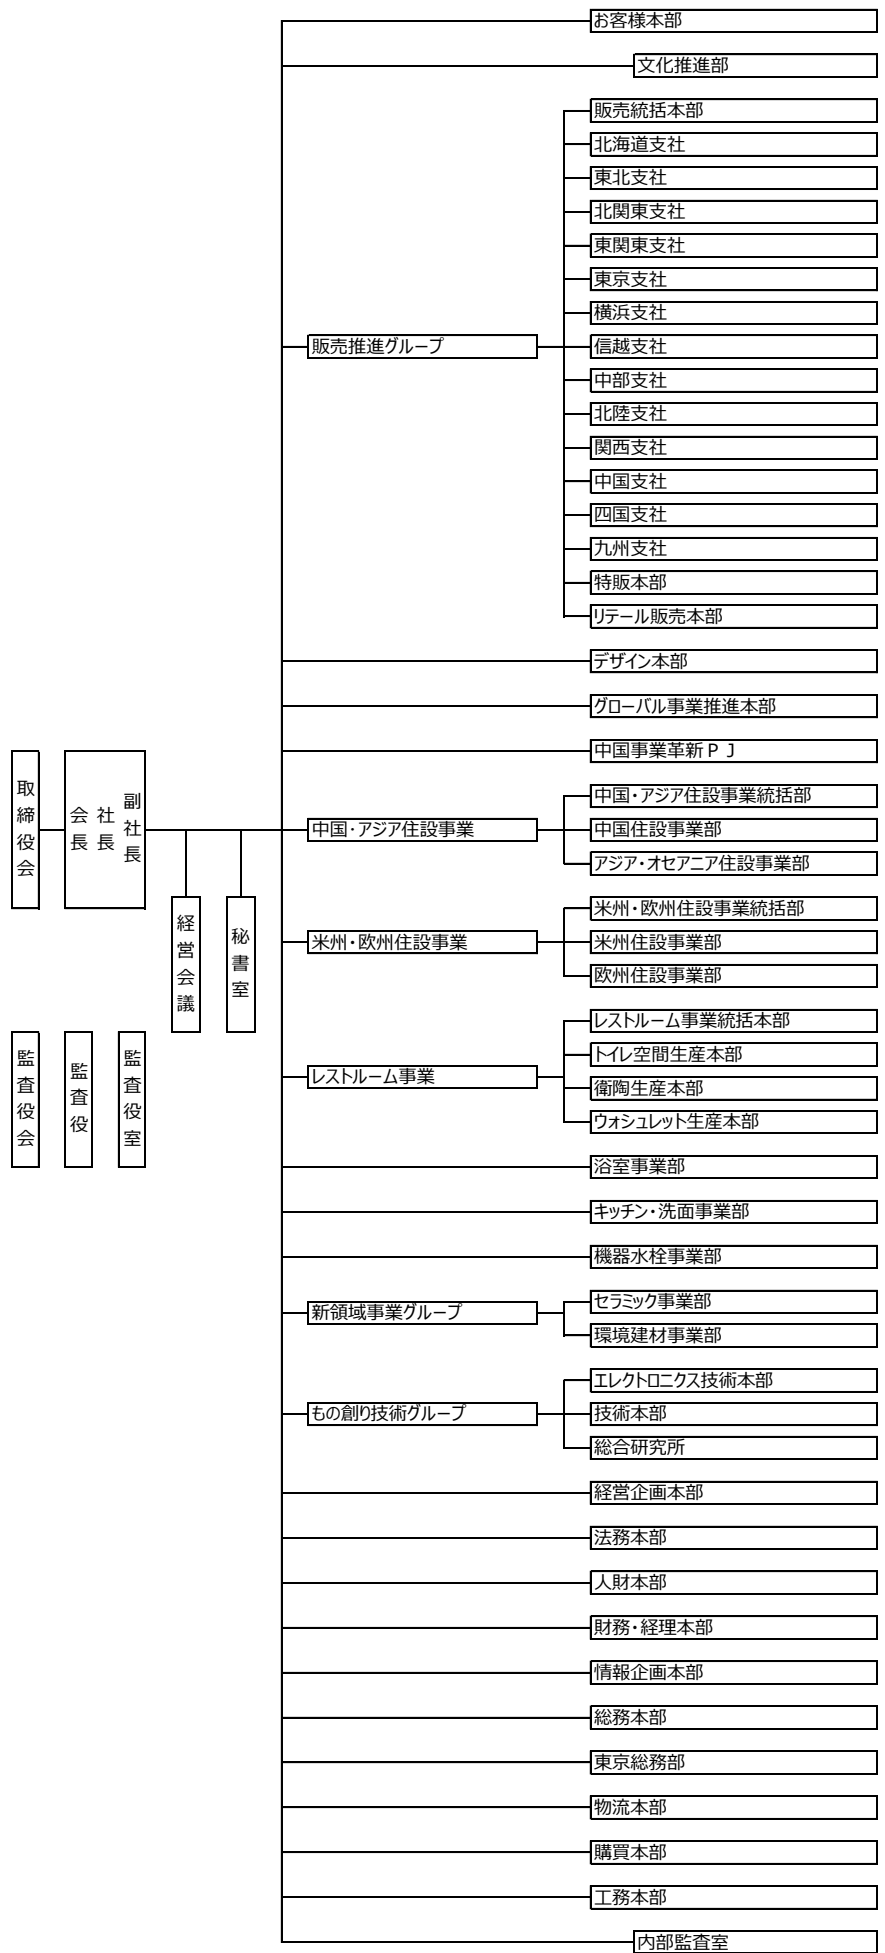 お客様本部
文化推進部
販売統括本部
北海道支社
東北支社
北関東支社
東関東支社
東京支社
横浜支社
販売推進グループ
信越支社
中部支社
北陸支社
関西支社
中国支社
四国支社
九州支社
特販本部
リテール販売本部
デザイン本部
グローバル事業推進本部
中国事業革新ＰＪ
取締役会
会長
社長
副社長
中国・アジア住設事業
中国・アジア住設事業統括部
中国住設事業部
アジア・オセアニア住設事業部
経営会議
秘書室
米州・欧州住設事業
米州・欧州住設事業統括部
米州住設事業部
欧州住設事業部
監査役会
監査役
監査役室
レストルーム事業
レストルーム事業統括本部
トイレ空間生産本部
衛陶生産本部
ウォシュレット生産本部
浴室事業部
キッチン・洗面事業部
機器水栓事業部
新領域事業グループ
セラミック事業部
環境建材事業部
もの創り技術グループ
エレクトロニクス技術本部
技術本部
総合研究所
経営企画本部
法務本部
人財本部
財務・経理本部
情報企画本部
総務本部
東京総務部
物流本部
購買本部
工務本部
内部監査室